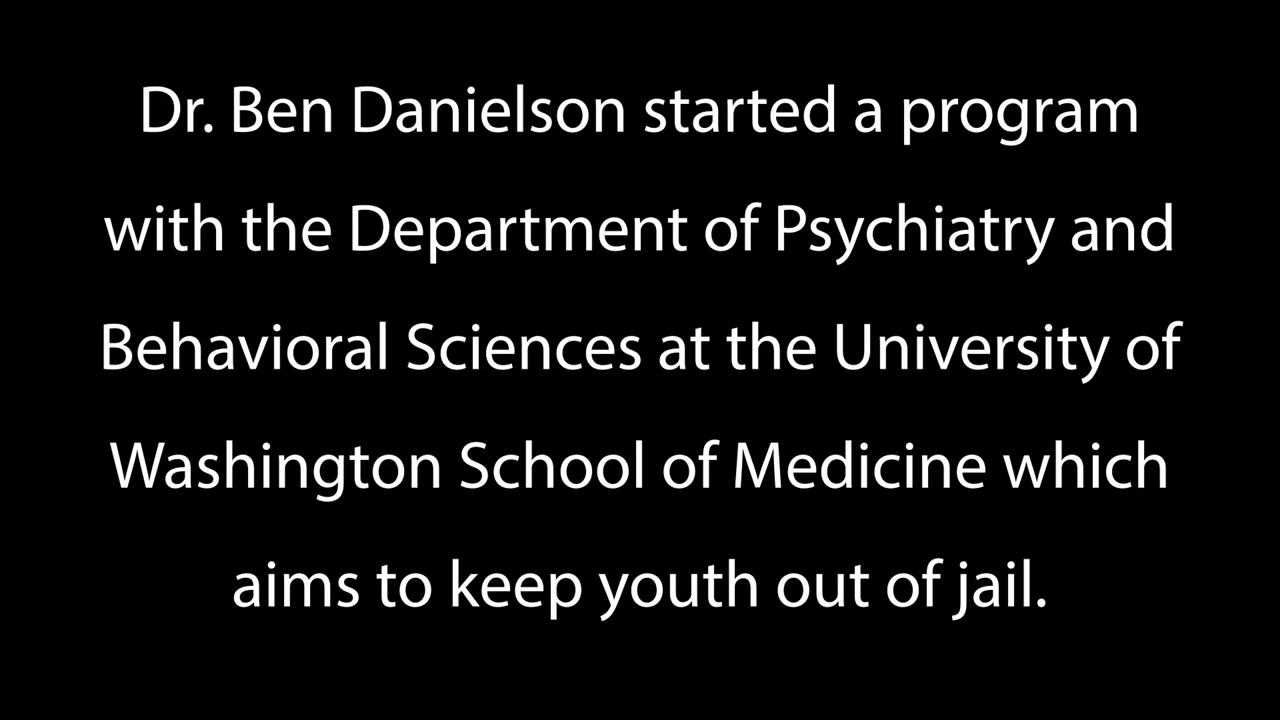 Dr. Ben Danielson started a program
with the Department of Psychiatry and
Behavioral Sciences at the University of
Washington School of Medicine which
aims to keep youth out of jail.